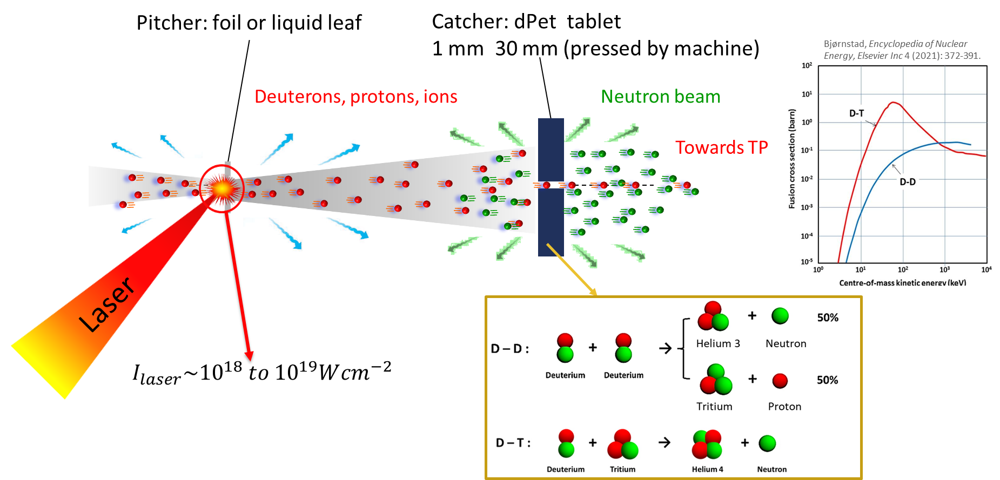 Pitcher: foil or liquid leaf
Catcher: dPet tablet
1 mm 30 mm (pressed by machine)
Bjørnstad, Encyclopedia of Nuclear
Energy, Elsevier Inc 4 (2021): 372-391.
Deuterons, protons, ions
Neutron beam
Towards TP
Laser
I_{laser}~10^{18} to 10^{19}Wcm^{-2}
Fusion cross section (barn)
10^2
10^1
10^0
10^{-1}
10^{-2}
10^{-3}
10^{-4}
10^{-5}
D-T
D-D
10^0 10^1 10^2 10^3 10^4
Centre-of-mass kinetic energy (keV)
D – D : + → + 50%
Helium 3 Neutron
Deuterium Deuterium
+ 50%
Tritium Proton
D – T : + → +
Deuterium Tritium Helium 4 Neutron